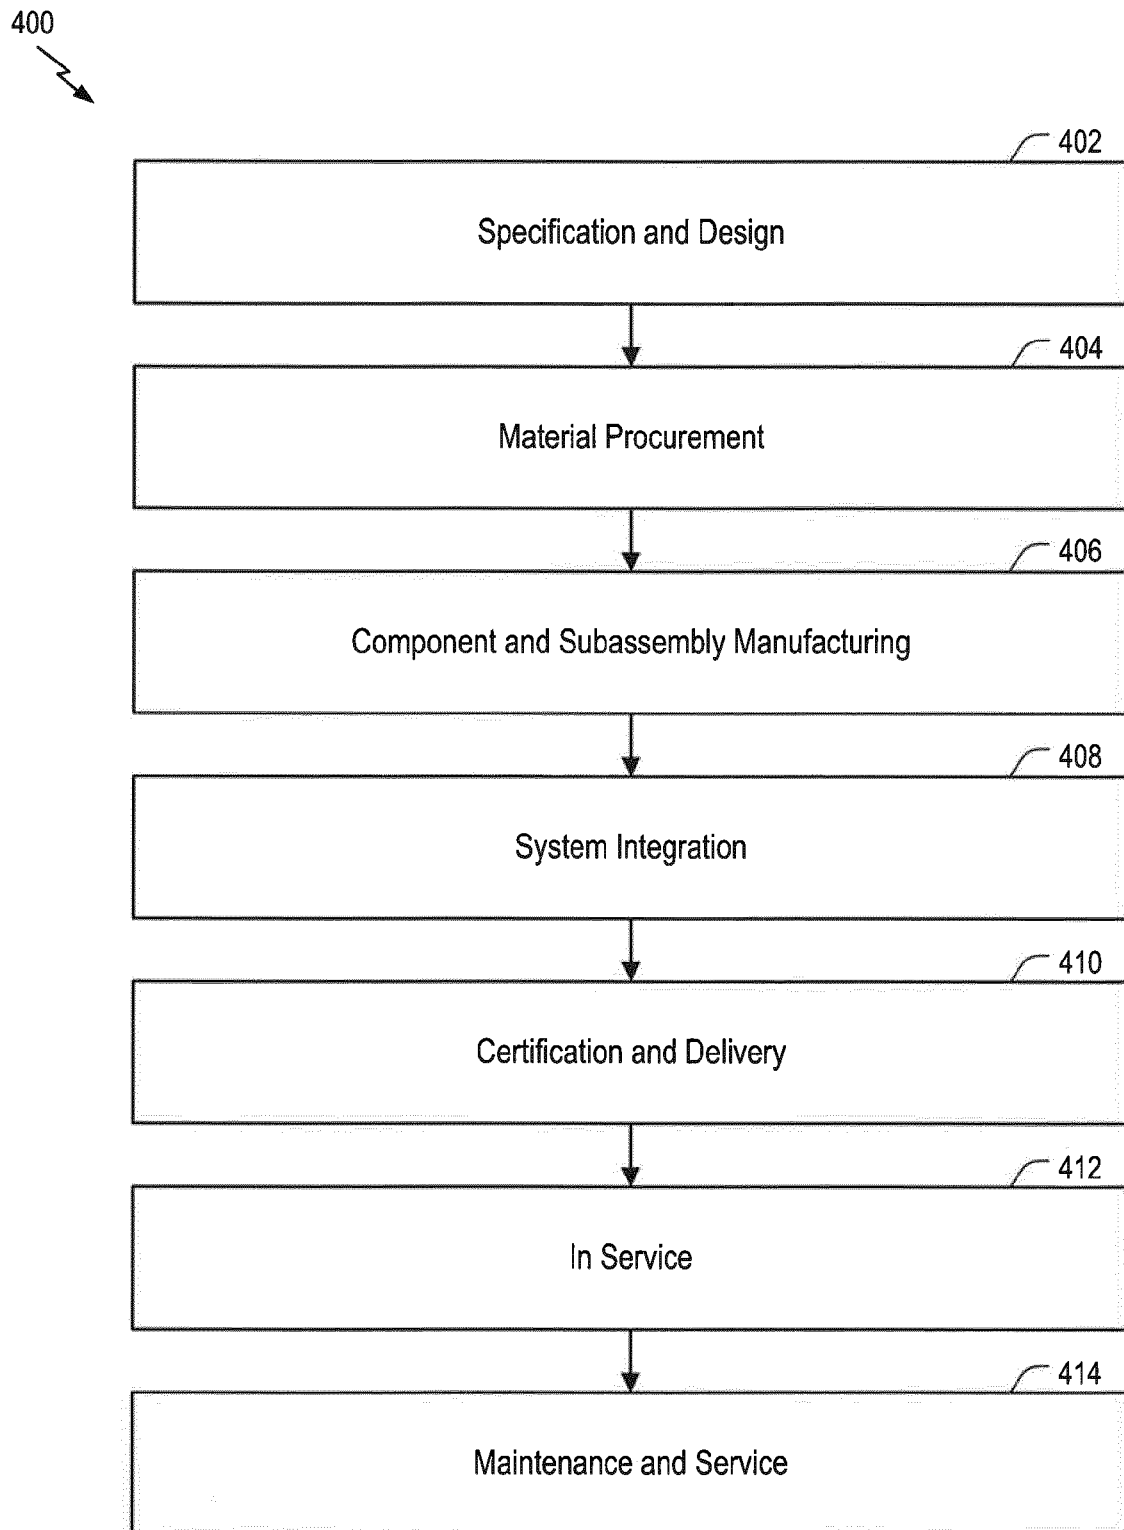 400
402
Specification and Design
404
Material Procurement
406
Component and Subassembly Manufacturing
408
System Integration
410
Certification and Delivery
412
In Service
414
Maintenance and Service